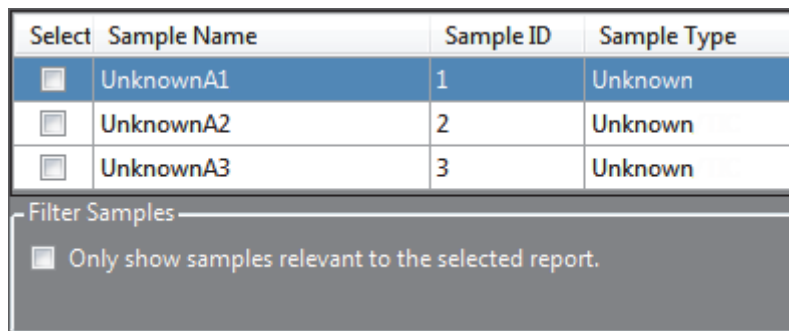 Select Sample Name Sample ID Sample Type
UnknownA1 1 Unknown
UnknownA2 2 Unknown
UnknownA3 3 Unknown
Filter Samples
Only show samples relevant to the selected report.